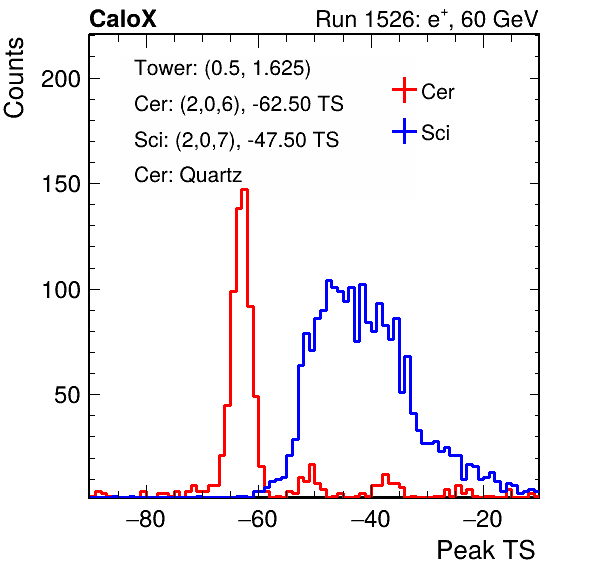 CaloX Run 1526: e⁺, 60 GeV
Counts
Tower: (0.5, 1.625)
Cer: (2,0,6), -62.50 TS
Sci: (2,0,7), -47.50 TS
Cer: Quartz
Cer
Sci
200
150
100
50
−80 −60 −40 −20
Peak TS